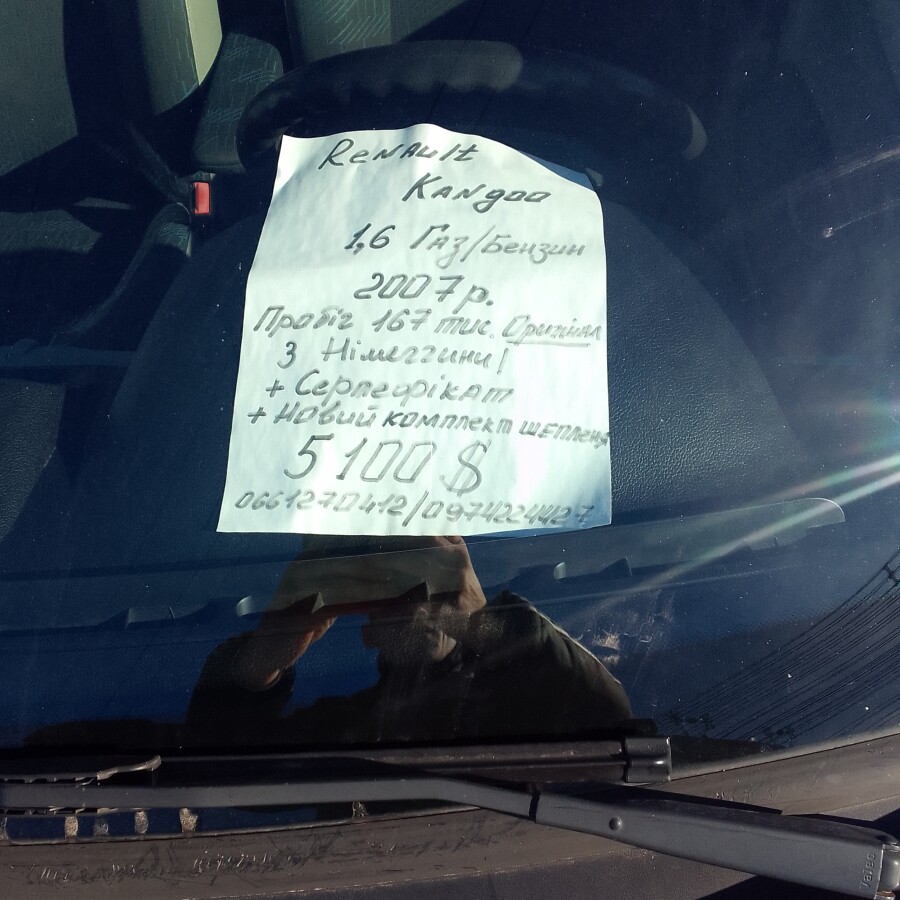 Renault
Kangoo
1,6 Газ/Бензин
2007 р.
Пробіг 167 тис. Оригінал
З Німеччини!
+ Сертефікат
+ Новий комплект щеплення
5100 $
0661270412/0974224427
Valeo